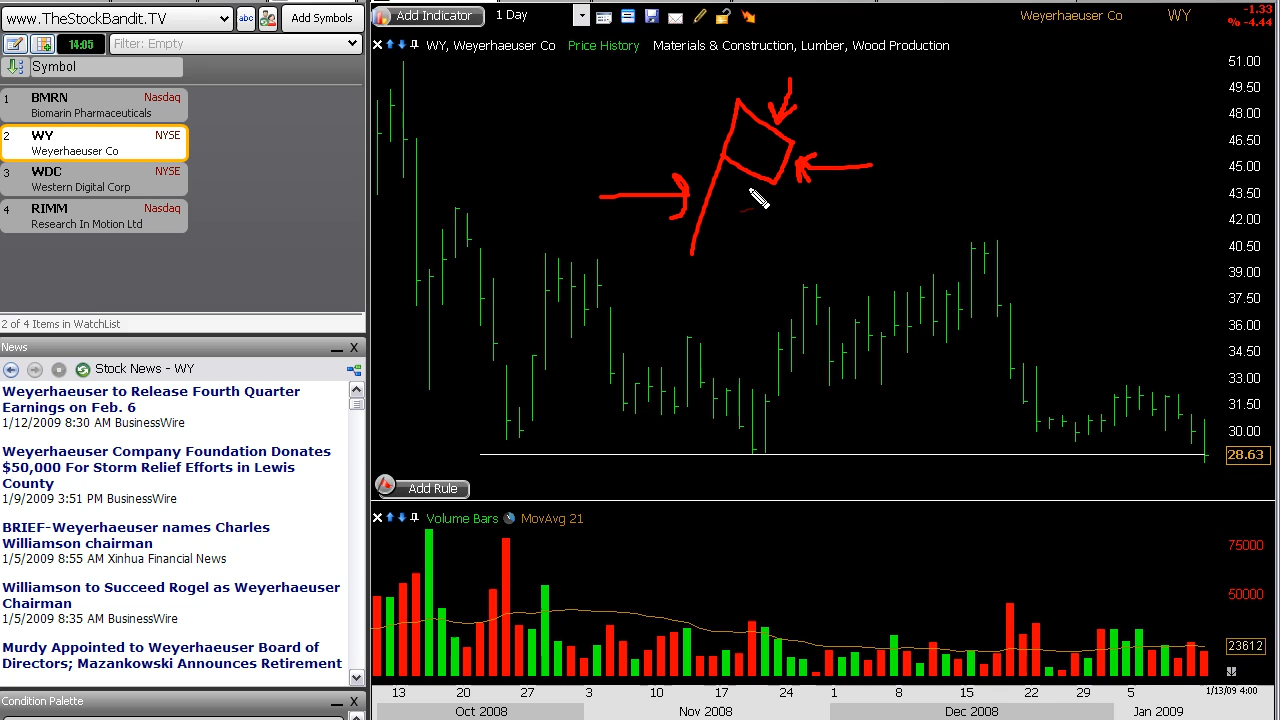 www.TheStockBandit.TV
abc
Add Symbols
14:05
Filter: Empty
Symbol
1 BMRN Nasdaq
Biomarin Pharmaceuticals
2 WY NYSE
Weyerhaeuser Co
3 WDC NYSE
Western Digital Corp
4 RIMM Nasdaq
Research In Motion Ltd
2 of 4 Items in WatchList
News
X
Stock News - WY
Weyerhaeuser to Release Fourth Quarter
Earnings on Feb. 6
1/12/2009 8:30 AM BusinessWire
Weyerhaeuser Company Foundation Donates
$50,000 For Storm Relief Efforts in Lewis
County
1/9/2009 3:51 PM BusinessWire
BRIEF-Weyerhaeuser names Charles
Williamson chairman
1/5/2009 8:55 AM Xinhua Financial News
Williamson to Succeed Rogel as Weyerhaeuser
Chairman
1/5/2009 8:35 AM BusinessWire
Murdy Appointed to Weyerhaeuser Board of
Directors; Mazankowski Announces Retirement
Condition Palette
X
Add Indicator
1 Day
Weyerhaeuser Co WY
-1.33
% -4.44
WY, Weyerhaeuser Co Price History Materials & Construction, Lumber, Wood Production
51.00
49.50
48.00
46.50
45.00
43.50
42.00
40.50
39.00
37.50
36.00
34.50
33.00
31.50
30.00
28.63
Add Rule
Volume Bars MovAvg 21
75000
50000
23612
13 20 27 3 10 17 24 1 8 15 22 29 5 1/13/09 4:00
Oct 2008 Nov 2008 Dec 2008 Jan 2009